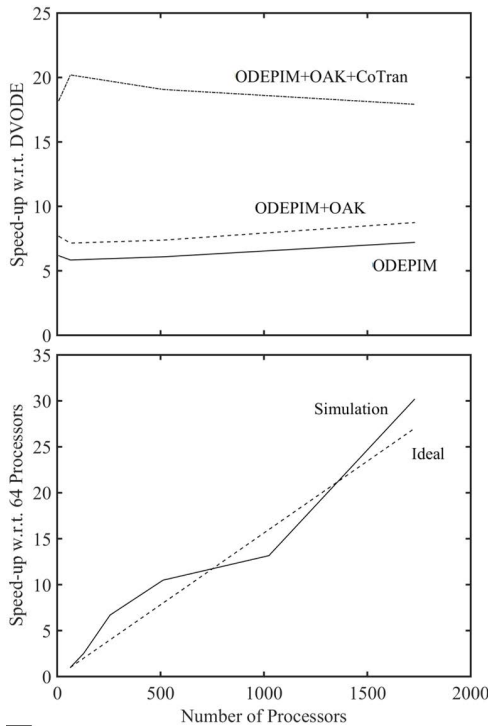 25
20
15
10
5
0
Speed-up w.r.t. DVODE
ODEPIM+OAK+CoTran
ODEPIM+OAK
ODEPIM
35
30
25
20
15
10
5
0
Speed-up w.r.t. 64 Processors
Simulation
Ideal
0 500 1000 1500 2000
Number of Processors